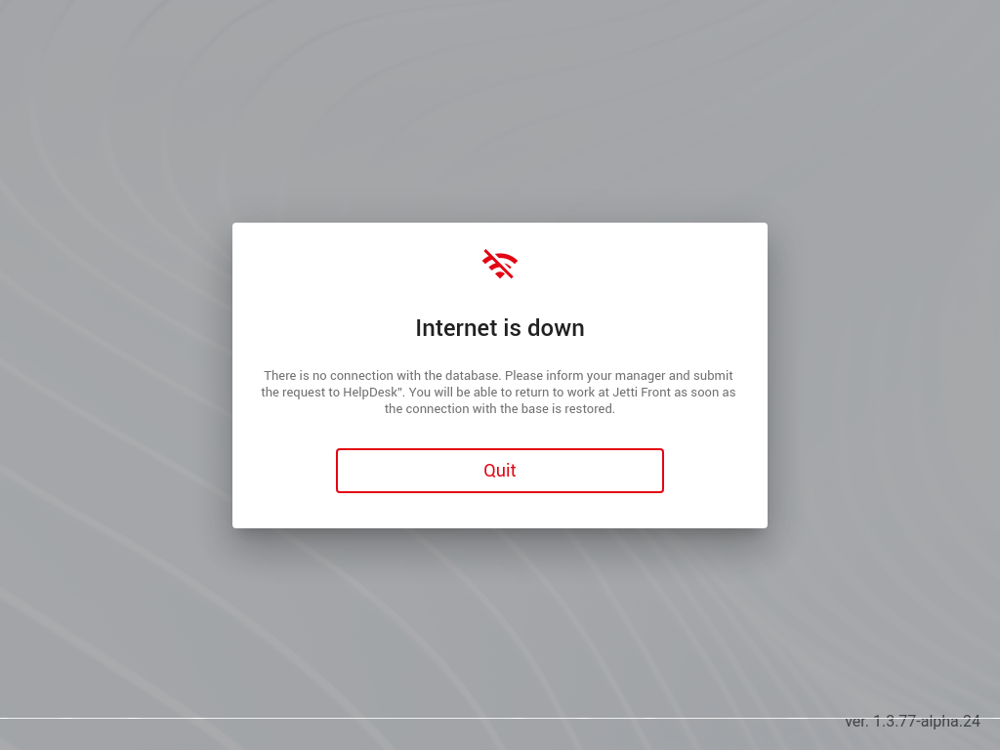 Internet is down
There is no connection with the database. Please inform your manager and submit
the request to HelpDesk”. You will be able to return to work at Jetti Front as soon as
the connection with the base is restored.
Quit
ver. 1.3.77-alpha.24